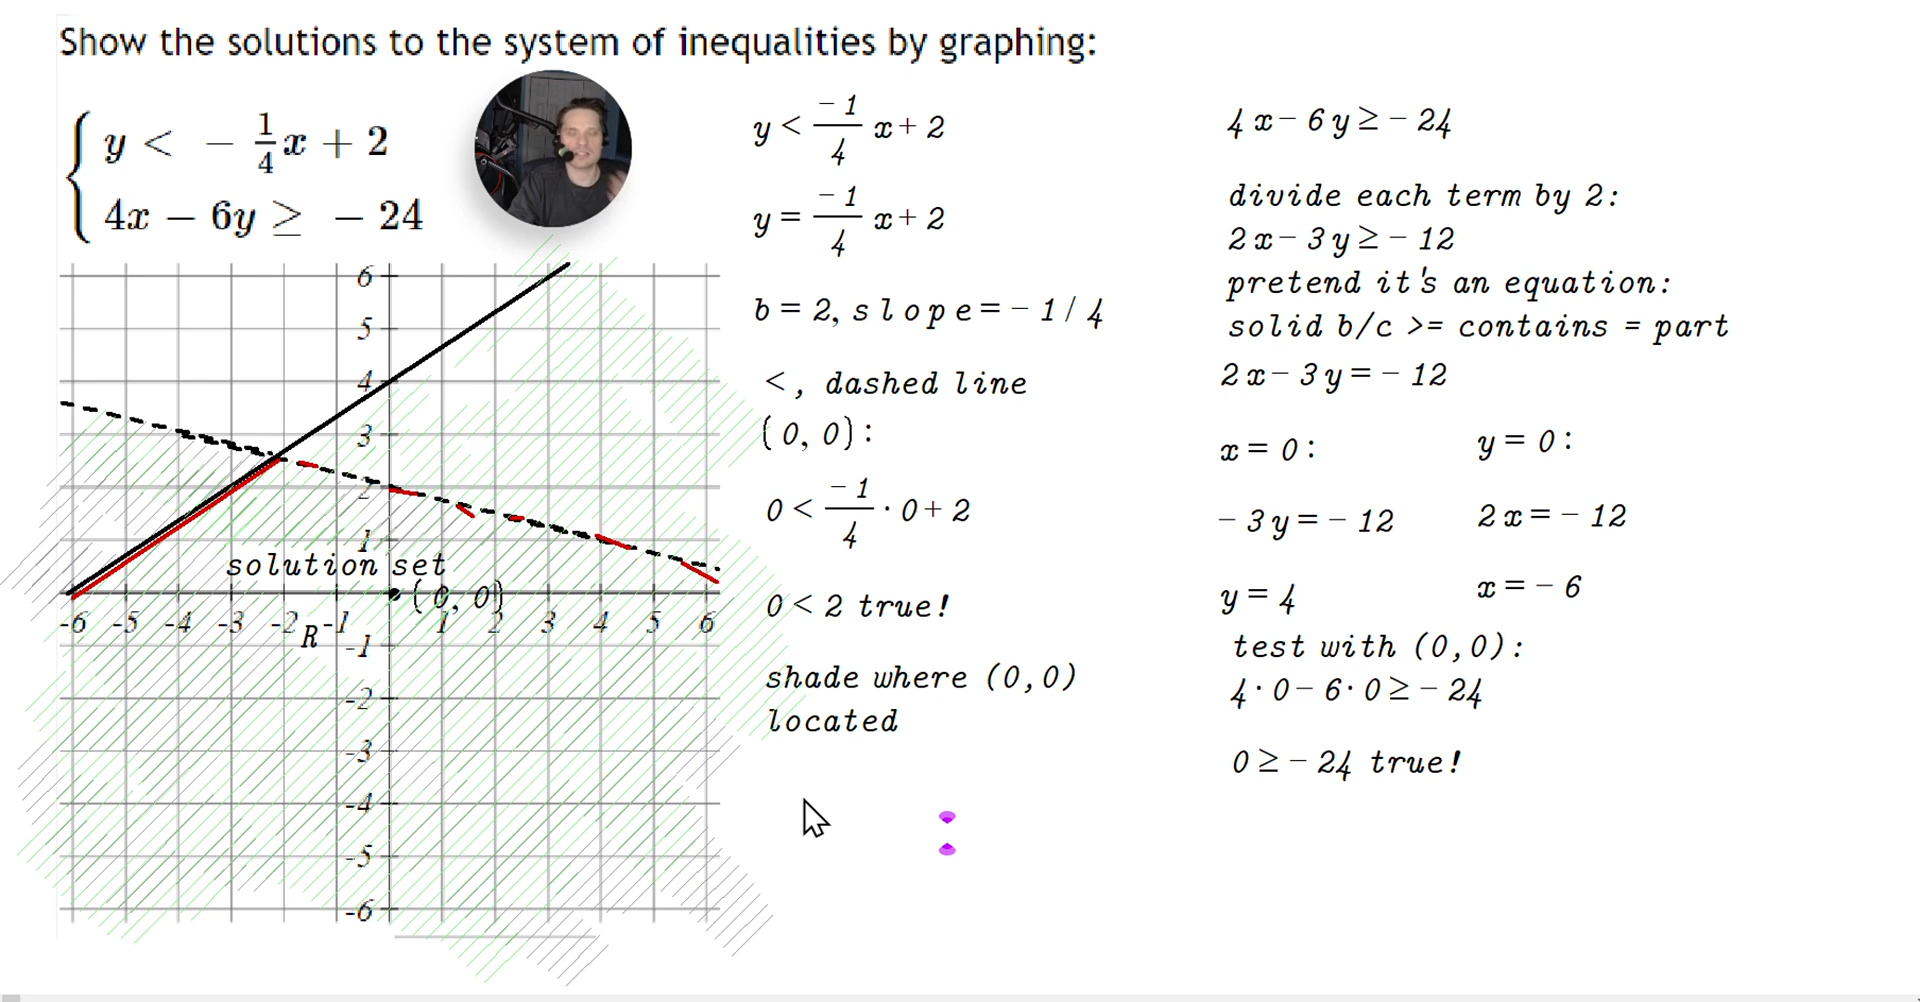 Show the solutions to the system of inequalities by graphing:
y < - 1/4 x + 2
4x - 6y ≥ - 24
6
5
4
3
2
1
solution set
(0, 0)
-6 -5 -4 -3 -2 -1 1 2 3 4 5 6
R
-1
-2
-3
-4
-5
-6
y < -1/4 x + 2
y = -1/4 x + 2
b = 2, slope = -1/4
<, dashed line
(0, 0):
0 < -1/4 · 0 + 2
0 < 2 true!
shade where (0,0)
located
4x - 6y ≥ - 24
divide each term by 2:
2x - 3y ≥ - 12
pretend it's an equation:
solid b/c >= contains = part
2x - 3y = - 12
x = 0:
- 3y = - 12
y = 4
y = 0:
2x = - 12
x = - 6
test with (0,0):
4·0 - 6·0 ≥ - 24
0 ≥ - 24 true!